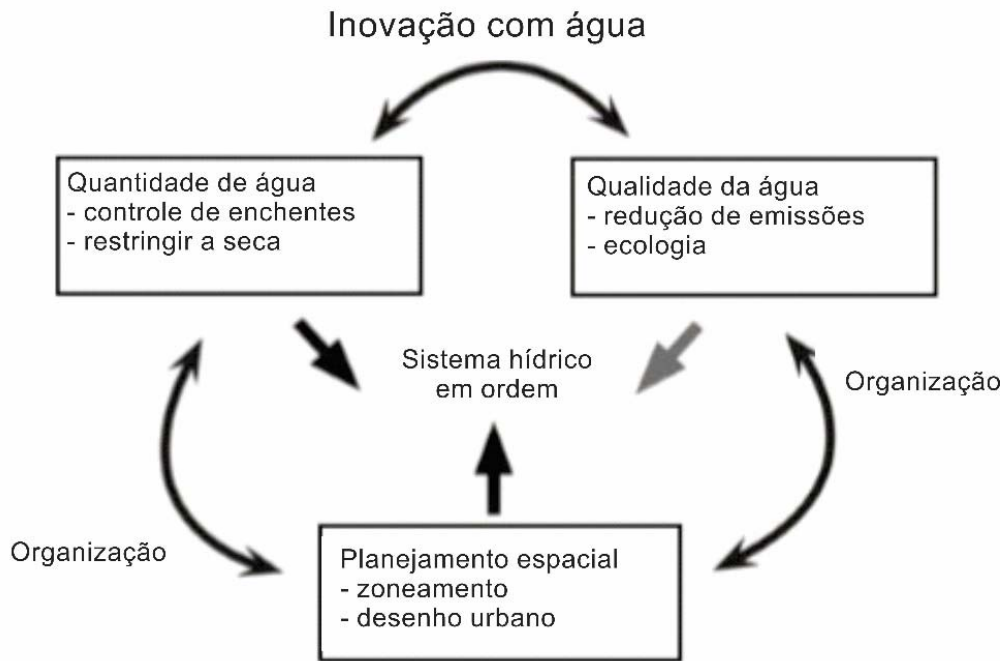 Inovação com água
Quantidade de água
- controle de enchentes
- restringir a seca
Qualidade da água
- redução de emissões
- ecologia
Sistema hídrico
em ordem
Organização
Organização
Planejamento espacial
- zoneamento
- desenho urbano